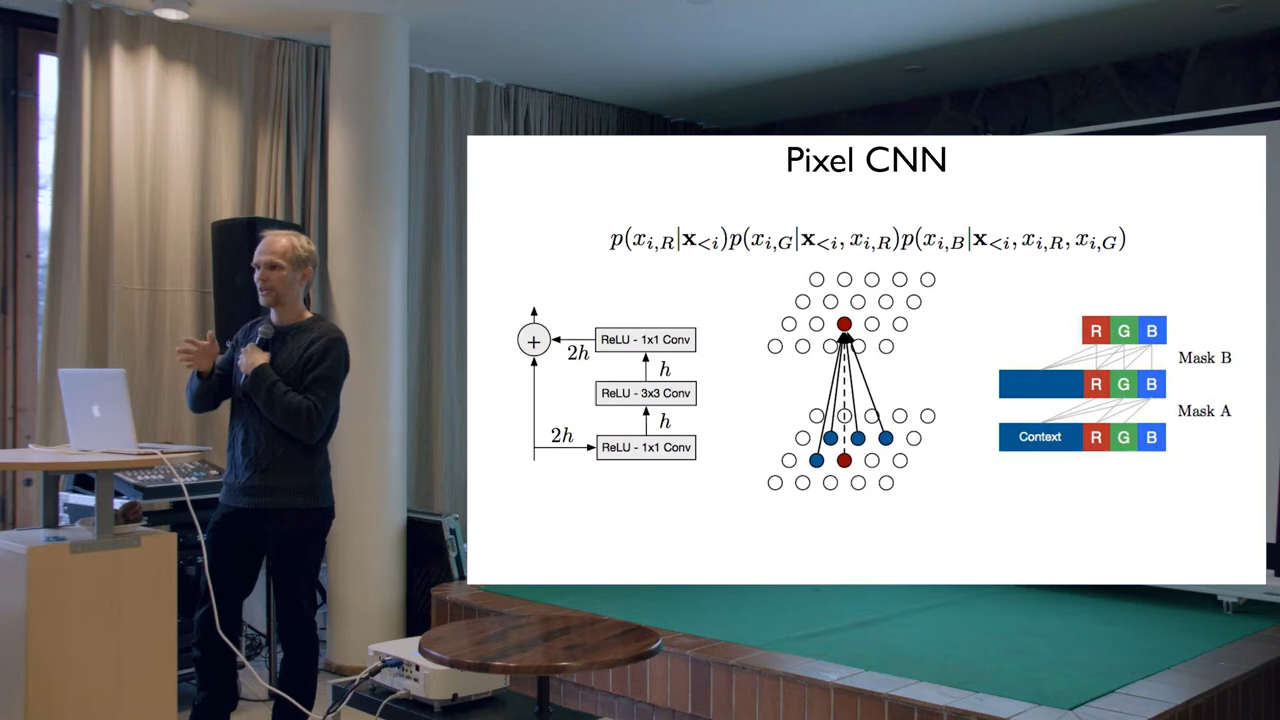 Pixel CNN
p(x_{i,R}|x_{<i})p(x_{i,G}|x_{<i}, x_{i,R})p(x_{i,B}|x_{<i}, x_{i,R}, x_{i,G})
+
2h
ReLU - 1x1 Conv
h
ReLU - 3x3 Conv
h
2h
ReLU - 1x1 Conv
R G B
Mask B
R G B
Mask A
Context R G B